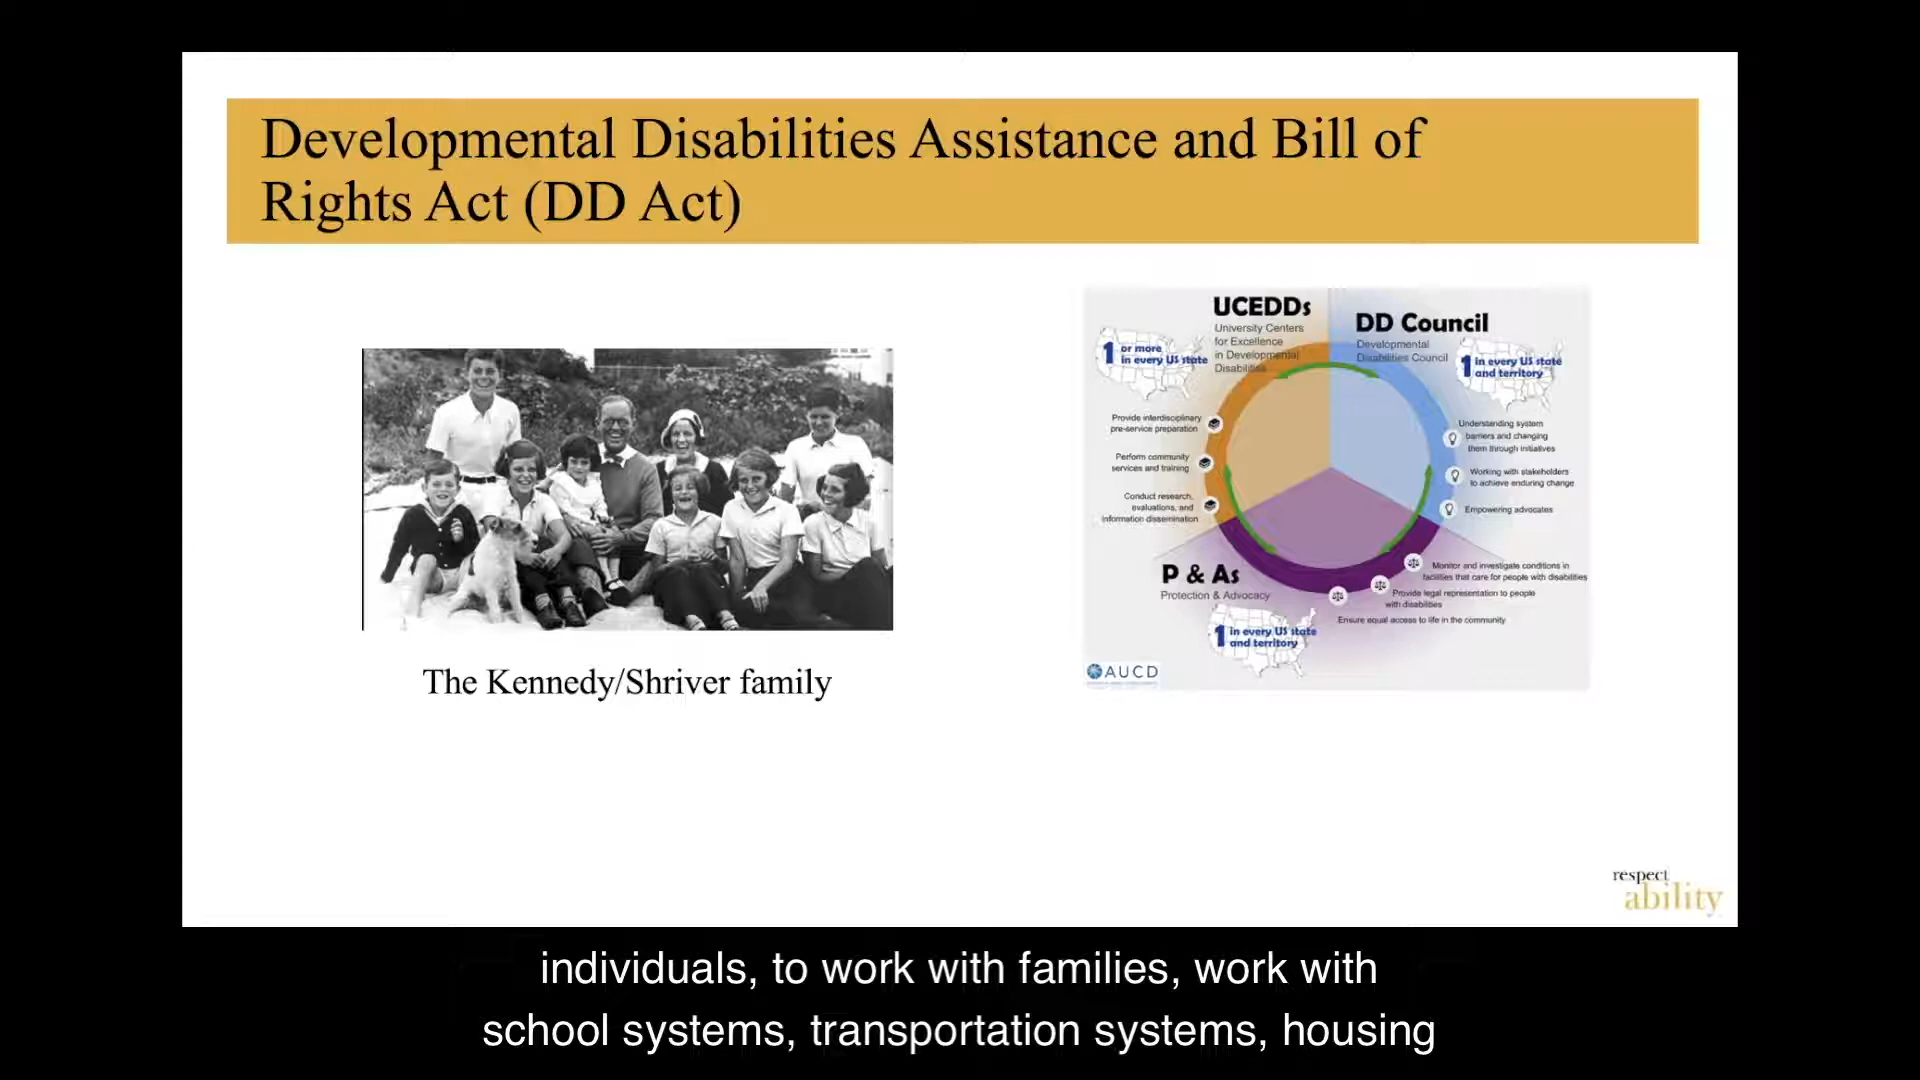 Developmental Disabilities Assistance and Bill of
Rights Act (DD Act)
The Kennedy/Shriver family
UCEDDs
University Centers
for Excellence
in Developmental
Disabilities
1 or more
in every US state
Provide interdisciplinary
pre-service preparation
Perform community
services and training
Conduct research,
evaluations, and
information dissemination
DD Council
Developmental
Disabilities Council
1 in every US state
and territory
Understanding system
barriers and changing
them through initiatives
Working with stakeholders
to achieve enduring change
Empowering advocates
P & As
Protection & Advocacy
1 in every US state
and territory
Monitor and investigate conditions in
facilities that care for people with disabilities
Provide legal representation to people
with disabilities
Ensure equal access to life in the community
AUCD
respect
ability
individuals, to work with families, work with
school systems, transportation systems, housing